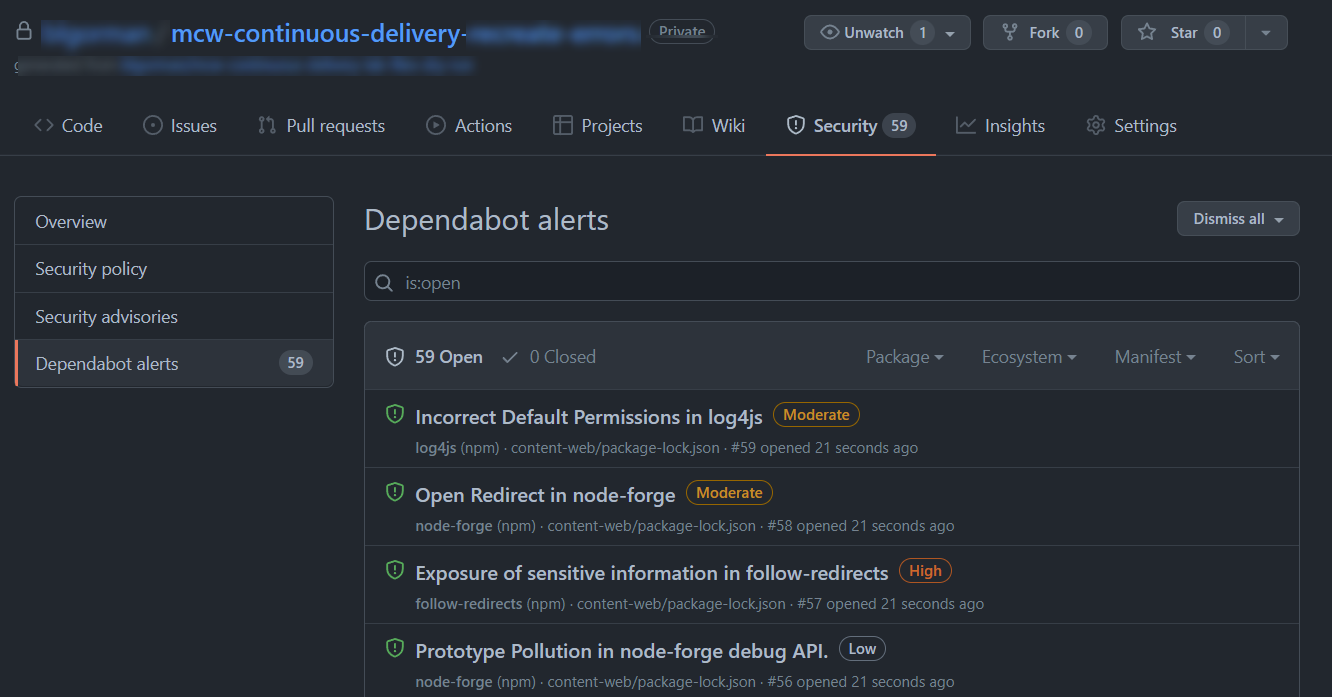 mcw-continuous-delivery-
Private
Unwatch 1
Fork 0
Star 0
Code
Issues
Pull requests
Actions
Projects
Wiki
Security 59
Insights
Settings
Overview
Security policy
Security advisories
Dependabot alerts 59
Dependabot alerts
Dismiss all
is:open
59 Open 0 Closed Package Ecosystem Manifest Sort
Incorrect Default Permissions in log4js Moderate
log4js (npm) · content-web/package-lock.json · #59 opened 21 seconds ago
Open Redirect in node-forge Moderate
node-forge (npm) · content-web/package-lock.json · #58 opened 21 seconds ago
Exposure of sensitive information in follow-redirects High
follow-redirects (npm) · content-web/package-lock.json · #57 opened 21 seconds ago
Prototype Pollution in node-forge debug API. Low
node-forge (npm) · content-web/package-lock.json · #56 opened 21 seconds ago